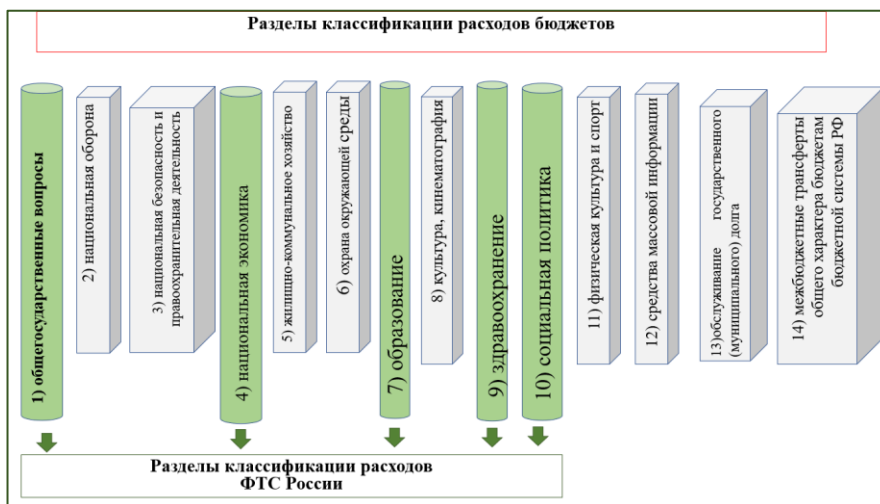 Разделы классификации расходов бюджетов
1) общегосударственные вопросы
2) национальная оборона
3) национальная безопасность и
правоохранительная деятельность
4) национальная экономика
5) жилищно-коммунальное хозяйство
6) охрана окружающей среды
7) образование
8) культура, кинематография
9) здравоохранение
10) социальная политика
11) физическая культура и спорт
12) средства массовой информации
13)обслуживание государственного
(муниципального) долга
14) межбюджетные трансферты
общего характера бюджетам
бюджетной системы РФ
Разделы классификации расходов
ФТС России